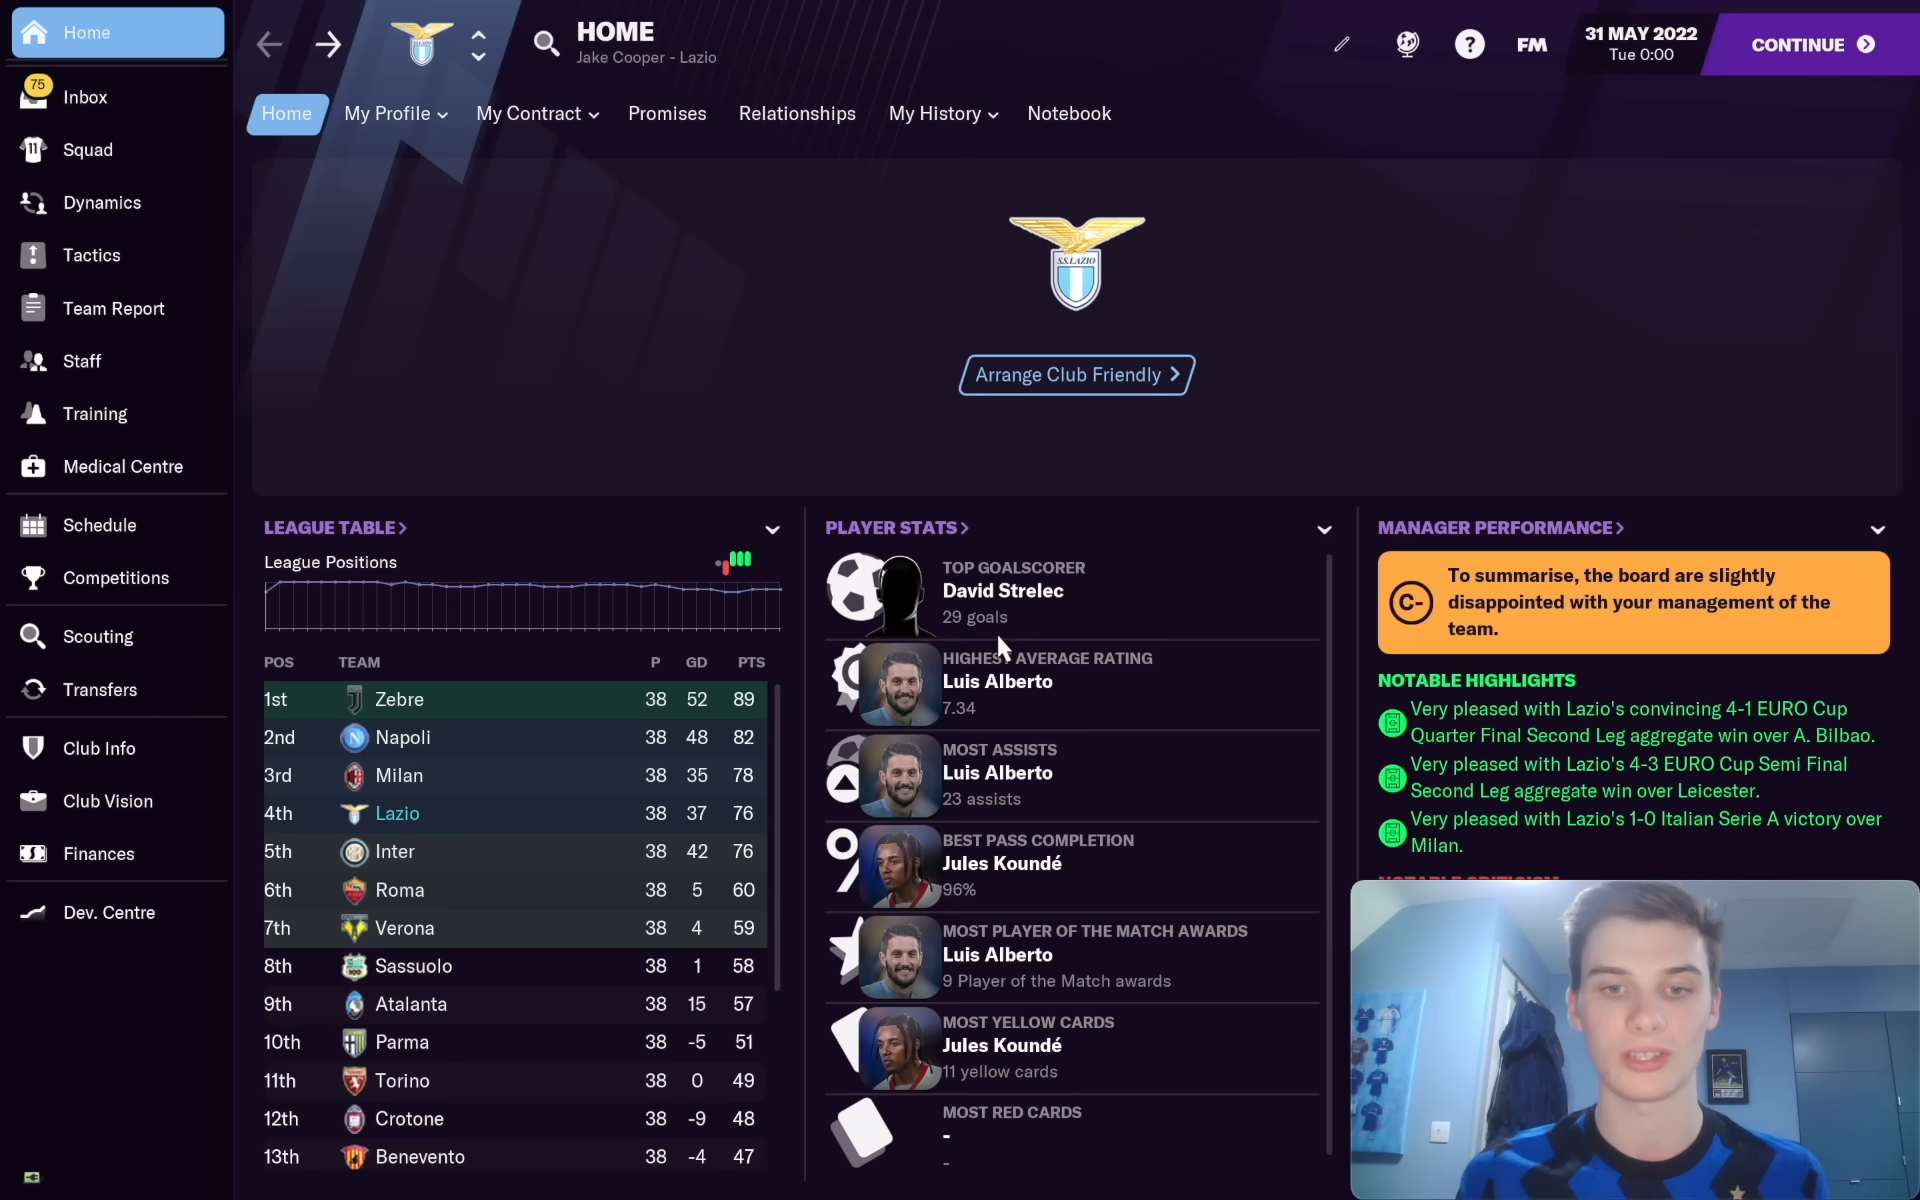 Home
HOME
Jake Cooper - Lazio
FM
31 MAY 2022
Tue 0:00
CONTINUE
75
Inbox
Squad
Dynamics
Tactics
Team Report
Staff
Training
Medical Centre
Schedule
Competitions
Scouting
Transfers
Club Info
Club Vision
Finances
Dev. Centre
Home My Profile My Contract Promises Relationships My History Notebook
S.S.LAZIO
Arrange Club Friendly
LEAGUE TABLE
League Positions
POS TEAM P GD PTS
1st Zebre 38 52 89
2nd Napoli 38 48 82
3rd Milan 38 35 78
4th Lazio 38 37 76
5th Inter 38 42 76
6th Roma 38 5 60
7th Verona 38 4 59
8th Sassuolo 38 1 58
9th Atalanta 38 15 57
10th Parma 38 -5 51
11th Torino 38 0 49
12th Crotone 38 -9 48
13th Benevento 38 -4 47
PLAYER STATS
TOP GOALSCORER
David Strelec
29 goals
HIGHEST AVERAGE RATING
Luis Alberto
7.34
MOST ASSISTS
Luis Alberto
23 assists
BEST PASS COMPLETION
Jules Koundé
96%
MOST PLAYER OF THE MATCH AWARDS
Luis Alberto
9 Player of the Match awards
MOST YELLOW CARDS
Jules Koundé
11 yellow cards
MOST RED CARDS
-
-
MANAGER PERFORMANCE
C-
To summarise, the board are slightly
disappointed with your management of the
team.
NOTABLE HIGHLIGHTS
Very pleased with Lazio's convincing 4-1 EURO Cup
Quarter Final Second Leg aggregate win over A. Bilbao.
Very pleased with Lazio's 4-3 EURO Cup Semi Final
Second Leg aggregate win over Leicester.
Very pleased with Lazio's 1-0 Italian Serie A victory over
Milan.
NOTABLE CRITICISM